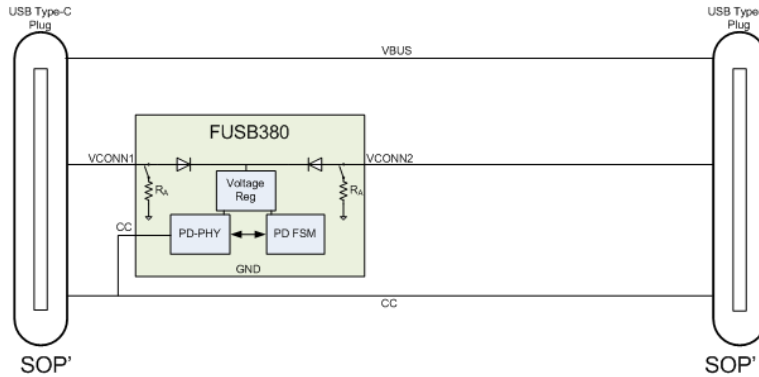 USB Type-C
Plug
USB Type-
Plug
VBUS
FUSB380
VCONN1
VCONN2
RA
Voltage
Reg
RA
CC
PD-PHY
PD FSM
GND
CC
SOP'
SOP'